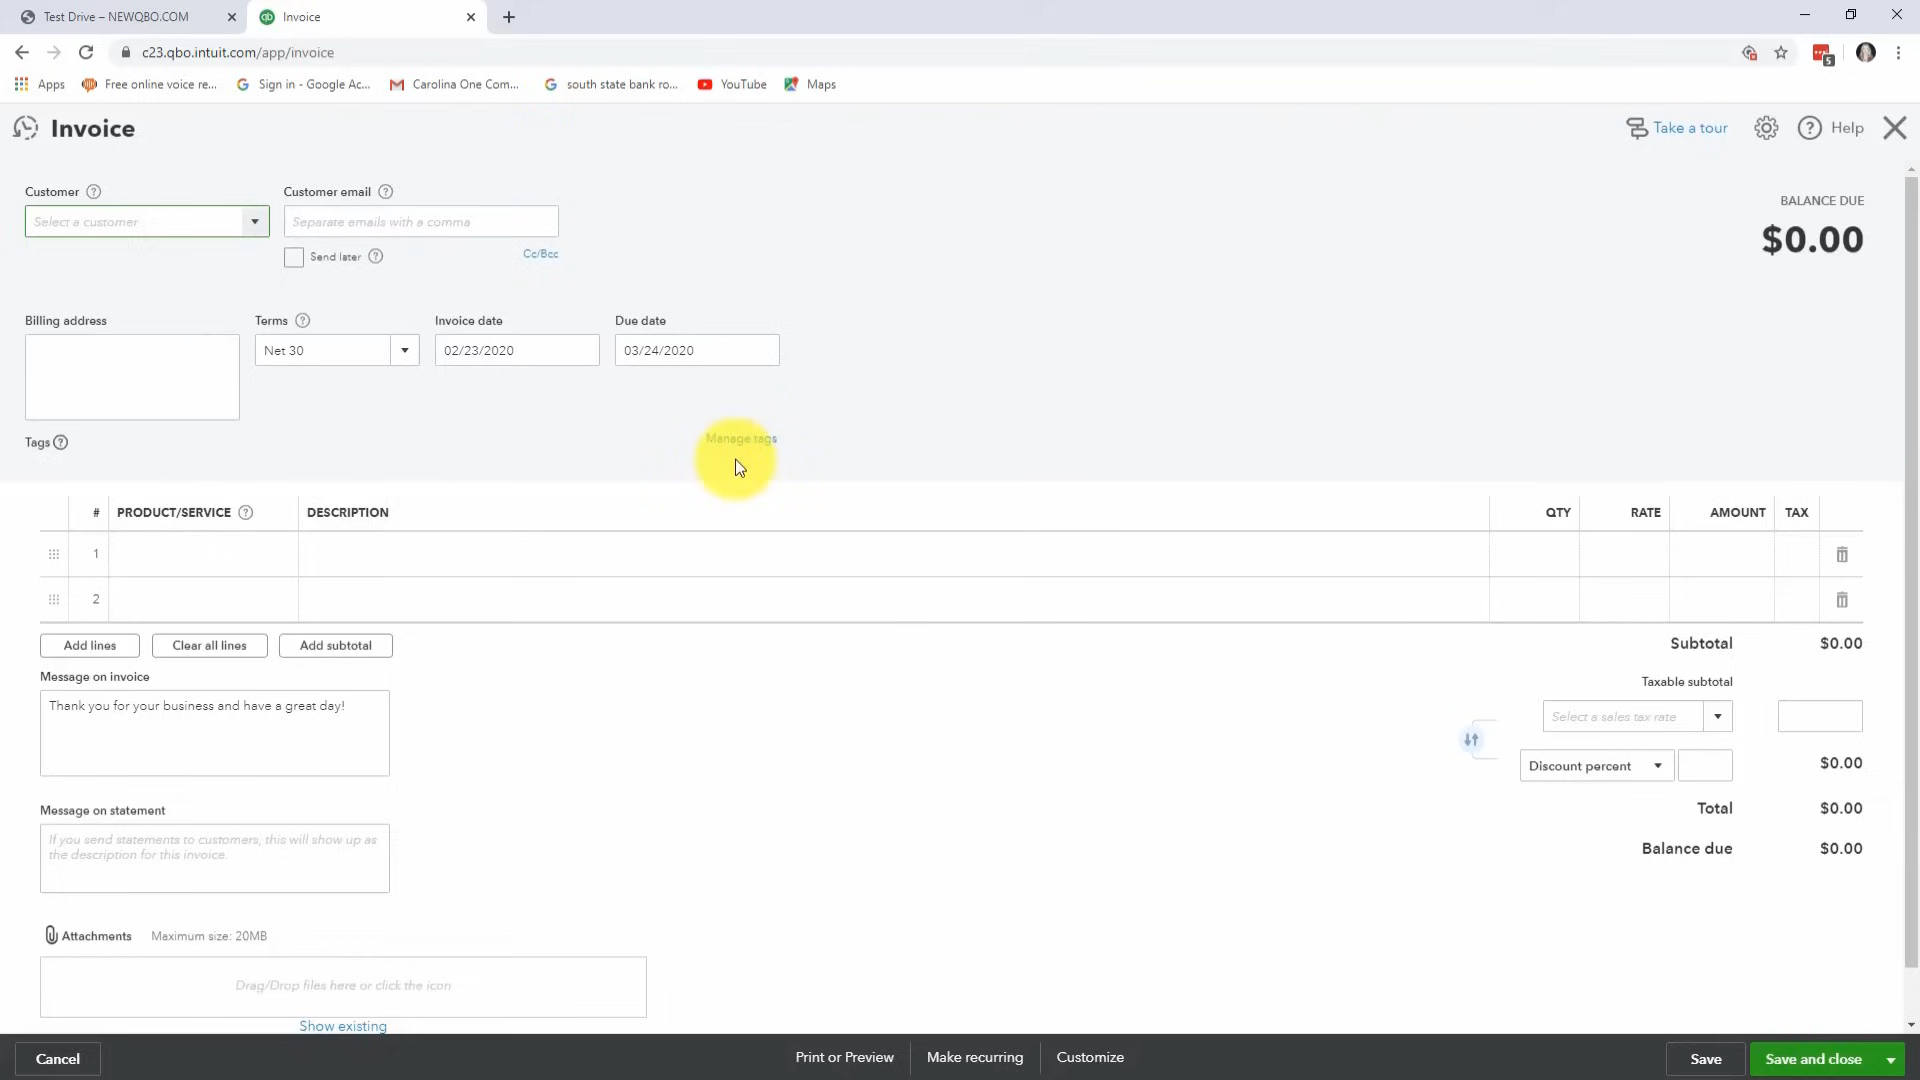 Test Drive – NEWQBO.COM
Invoice
c23.qbo.intuit.com/app/invoice
5
Apps
Free online voice re...
Sign in - Google Ac...
Carolina One Com...
south state bank ro...
YouTube
Maps
Invoice
Take a tour
Help
Customer
Customer email
BALANCE DUE
Select a customer
Separate emails with a comma
$0.00
Send later
Cc/Bcc
Billing address
Terms
Invoice date
Due date
Net 30
02/23/2020
03/24/2020
Tags
Manage tags
# PRODUCT/SERVICE DESCRIPTION QTY RATE AMOUNT TAX
1
2
Add lines
Clear all lines
Add subtotal
Subtotal $0.00
Message on invoice
Taxable subtotal
Thank you for your business and have a great day!
Select a sales tax rate
Discount percent
$0.00
Message on statement
Total $0.00
If you send statements to customers, this will show up as
the description for this invoice.
Balance due $0.00
Attachments Maximum size: 20MB
Drag/Drop files here or click the icon
Show existing
Cancel
Print or Preview
Make recurring
Customize
Save
Save and close